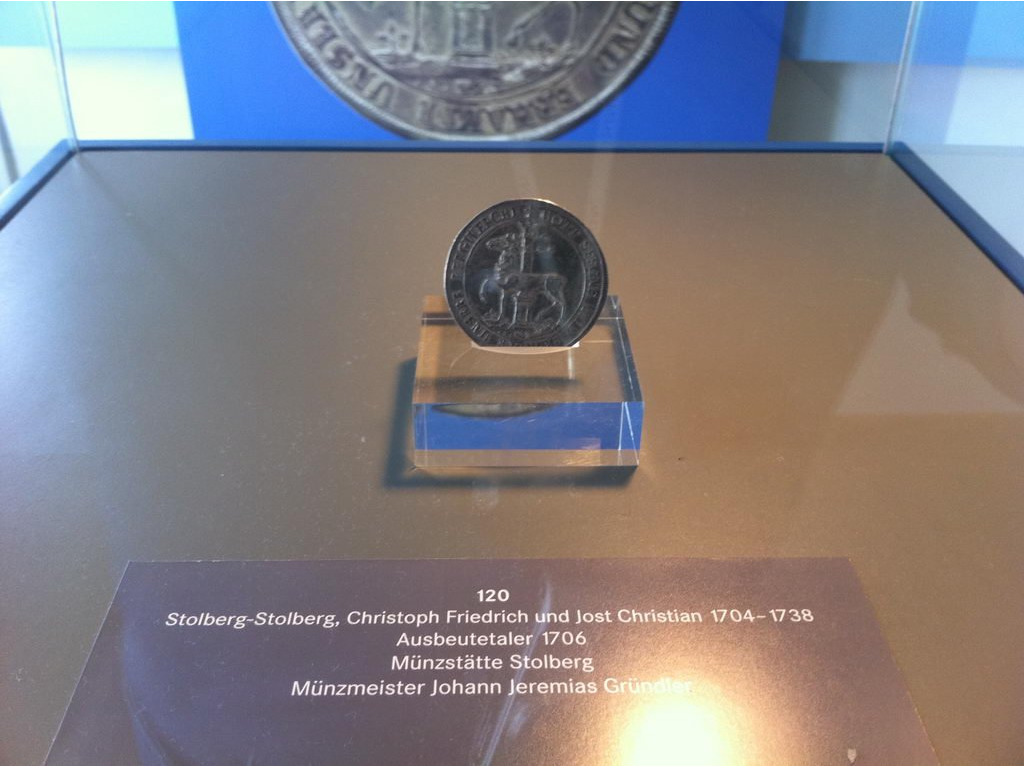 120
Stolberg-Stolberg, Christoph Friedrich und Jost Christian 1704–1738
Ausbeutetaler 1706
Münzstätte Stolberg
Münzmeister Johann Jeremias Gründler